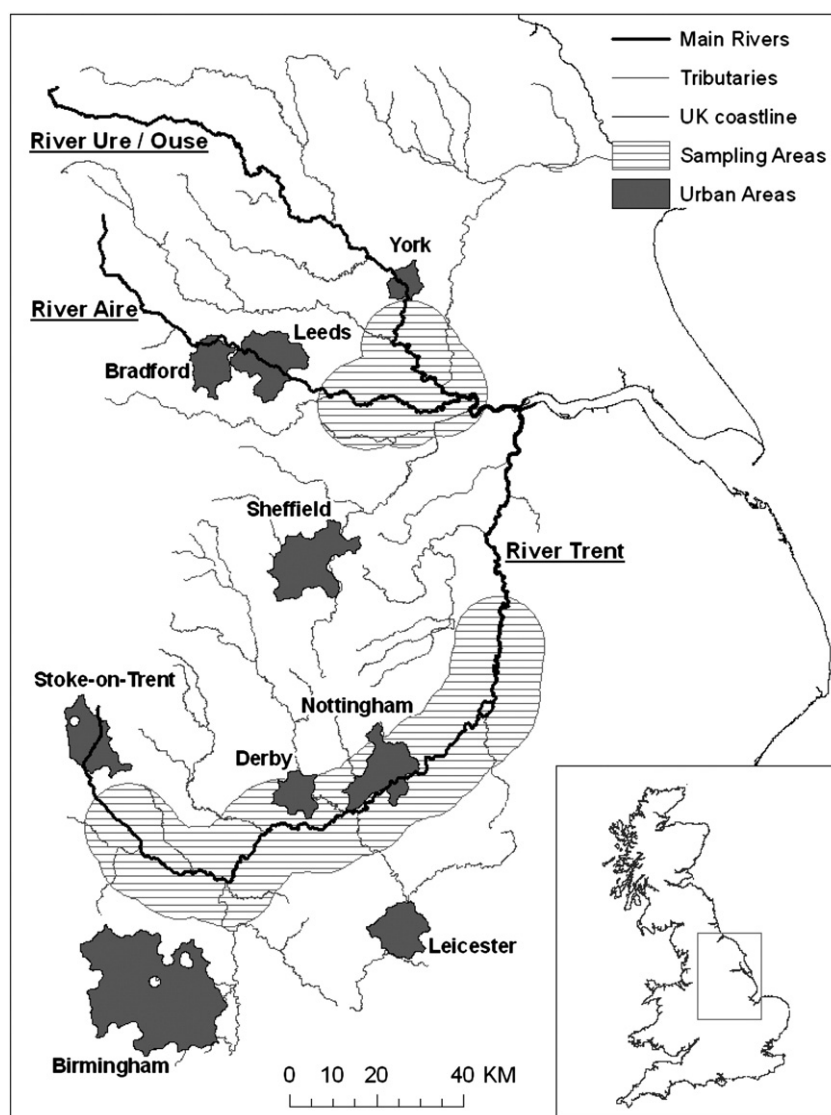 Main Rivers
Tributaries
UK coastline
Sampling Areas
Urban Areas
River Ure / Ouse
York
River Aire
Leeds
Bradford
Sheffield
River Trent
Stoke-on-Trent
Nottingham
Derby
Leicester
Birmingham
0 10 20 40 KM